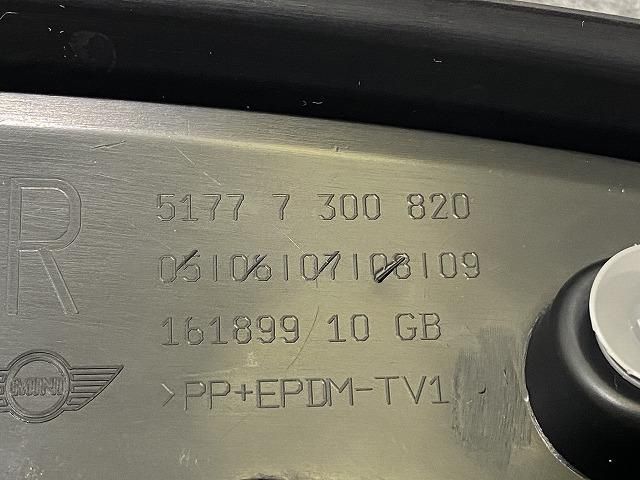 R
5177 7 300 820
05|06|07|08|09
161899 10 GB
MINI
>PP+EPDM-TV1